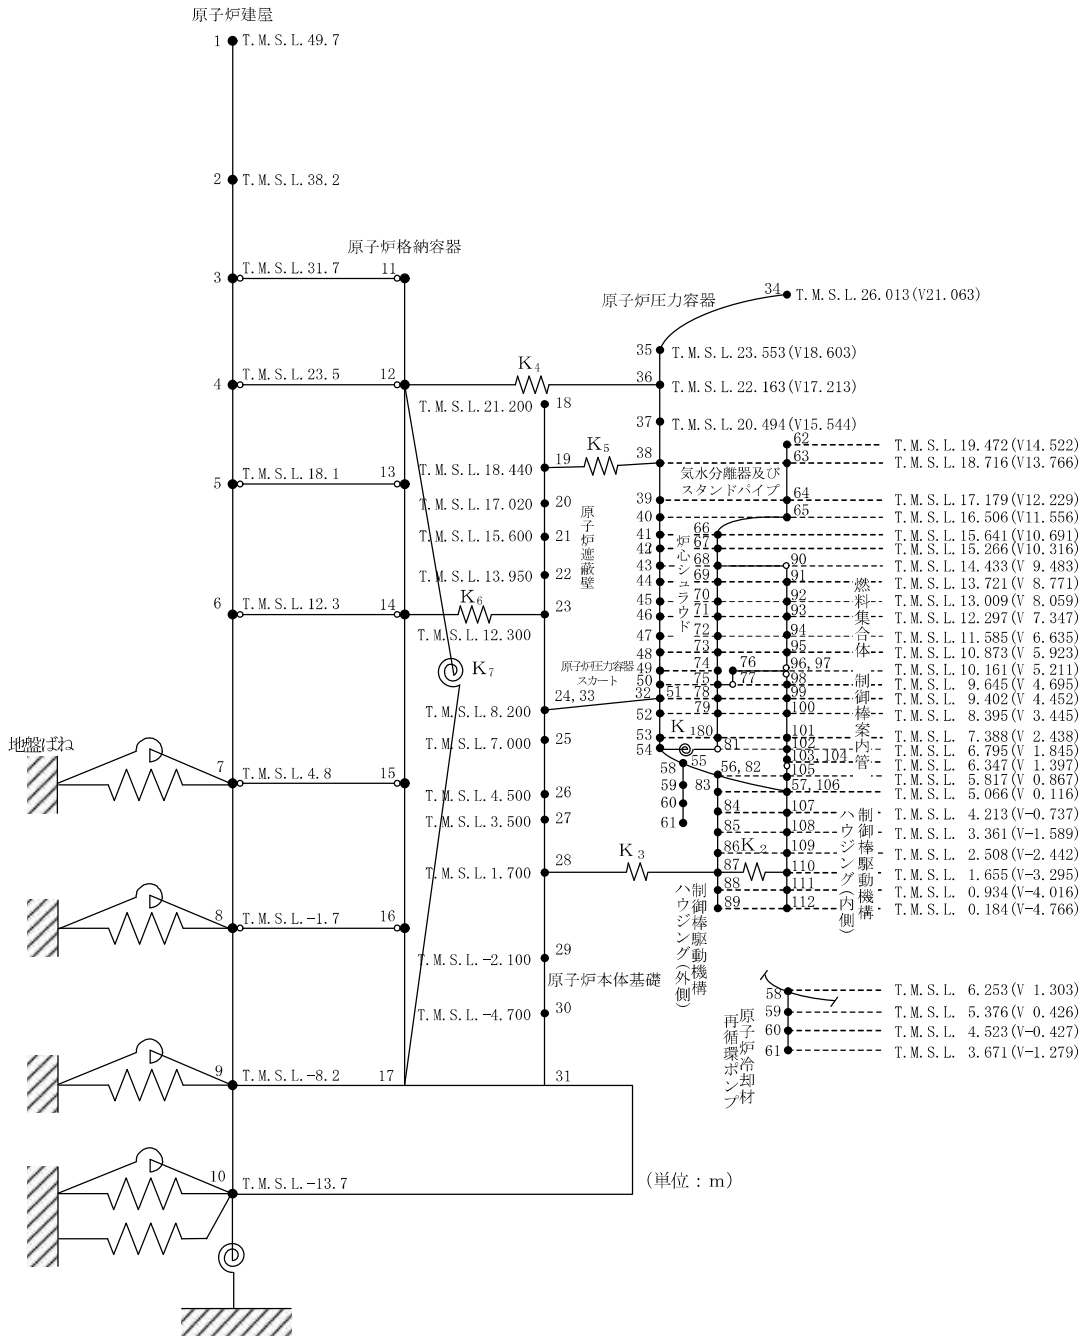 原子炉建屋
1 T.M.S.L.49.7
2 T.M.S.L.38.2
原子炉格納容器
3 T.M.S.L.31.7 11
原子炉圧力容器
34 T.M.S.L.26.013(V21.063)
35 T.M.S.L.23.553(V18.603)
4 T.M.S.L.23.5 12 K4 36 T.M.S.L.22.163(V17.213)
T.M.S.L.21.200 18
37 T.M.S.L.20.494(V15.544)
62 T.M.S.L.19.472(V14.522)
T.M.S.L.18.440 19 K5 38 63 T.M.S.L.18.716(V13.766)
5 T.M.S.L.18.1 13
気水分離器及び
スタンドパイプ
T.M.S.L.17.020 20 39 64 T.M.S.L.17.179(V12.229)
40 65 T.M.S.L.16.506(V11.556)
T.M.S.L.15.600 21 41 66 T.M.S.L.15.641(V10.691)
42 67 T.M.S.L.15.266(V10.316)
原子炉遮蔽壁
炉心シュラウド
燃料集合体
43 68 90 T.M.S.L.14.433(V 9.483)
T.M.S.L.13.950 22 44 69 91 T.M.S.L.13.721(V 8.771)
45 70 92 T.M.S.L.13.009(V 8.059)
6 T.M.S.L.12.3 14 K6 23 46 71 93 T.M.S.L.12.297(V 7.347)
T.M.S.L.12.300 47 72 94 T.M.S.L.11.585(V 6.635)
48 73 95 T.M.S.L.10.873(V 5.923)
原子炉圧力容器
スカート
K7
49 74 76 96,97 T.M.S.L.10.161(V 5.211)
50 75 77 98 T.M.S.L. 9.645(V 4.695)
24,33 32 51 78 99 T.M.S.L. 9.402(V 4.452)
T.M.S.L.8.200 52 79 100 T.M.S.L. 8.395(V 3.445)
制御棒案内管
T.M.S.L.7.000 25 53 K1 80 101 T.M.S.L. 7.388(V 2.438)
54 81 102 T.M.S.L. 6.795(V 1.845)
55 103,104 T.M.S.L. 6.347(V 1.397)
地盤ばね
7 T.M.S.L.4.8 15
58 56,82 105 T.M.S.L. 5.817(V 0.867)
59 83 57,106 T.M.S.L. 5.066(V 0.116)
T.M.S.L.4.500 26
60 84 107 T.M.S.L. 4.213(V-0.737)
T.M.S.L.3.500 27
61 85 108 T.M.S.L. 3.361(V-1.589)
86 K2 109 T.M.S.L. 2.508(V-2.442)
T.M.S.L.1.700 28 K3 87 110 T.M.S.L. 1.655(V-3.295)
88 111 T.M.S.L. 0.934(V-4.016)
89 112 T.M.S.L. 0.184(V-4.766)
制御棒駆動機構
ハウジング(内側)
制御棒駆動機構
ハウジング(外側)
8 T.M.S.L.-1.7 16
T.M.S.L.-2.100 29
原子炉本体基礎
T.M.S.L.-4.700 30
58 T.M.S.L. 6.253(V 1.303)
59 T.M.S.L. 5.376(V 0.426)
60 T.M.S.L. 4.523(V-0.427)
61 T.M.S.L. 3.671(V-1.279)
原子炉冷却材
再循環ポンプ
9 T.M.S.L.-8.2 17 31
10 T.M.S.L.-13.7
(単位：m)